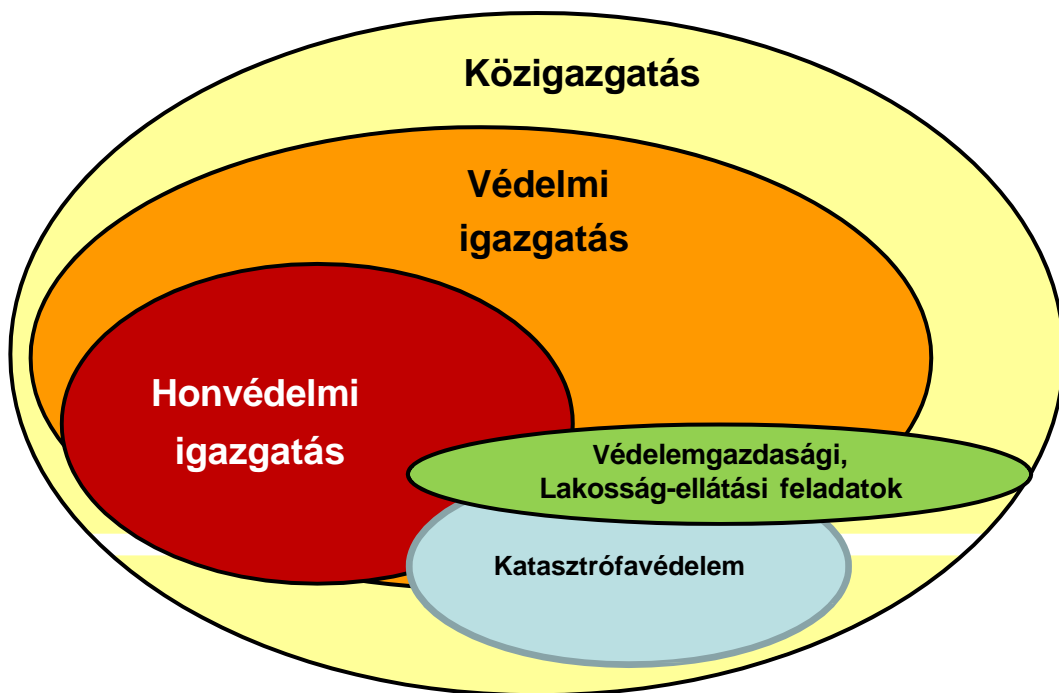 Közigazgatás
Védelmi
igazgatás
Honvédelmi
igazgatás
Védelemgazdasági,
Lakosság-ellátási feladatok
Katasztrófavédelem